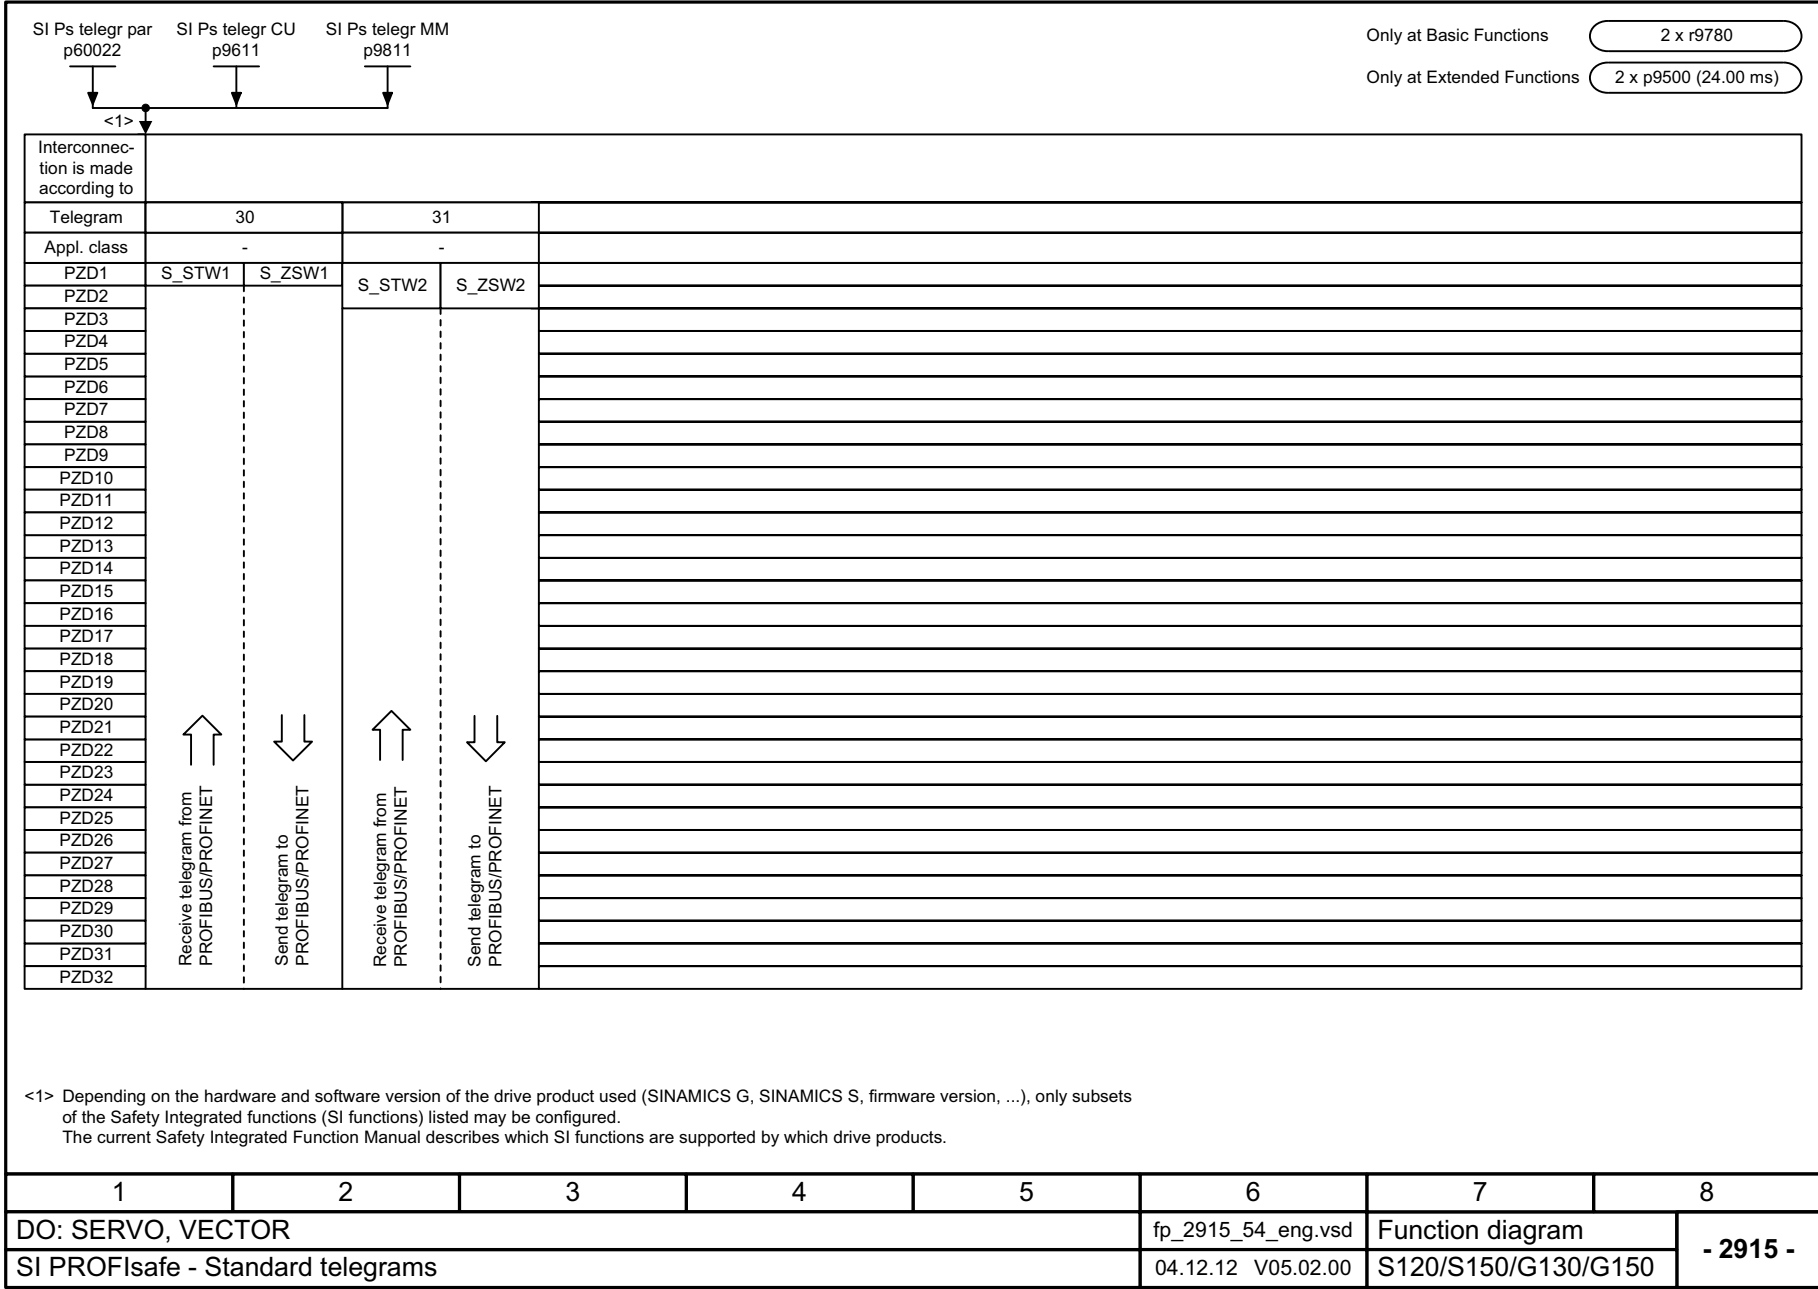 SI Ps telegr par SI Ps telegr CU SI Ps telegr MM
p60022 p9611 p9811
Only at Basic Functions 2 x r9780
Only at Extended Functions 2 x p9500 (24.00 ms)
<1>
Interconnec-
tion is made
according to
Telegram 30 31
Appl. class - -
PZD1 S_STW1 S_ZSW1 S_STW2 S_ZSW2
PZD2
PZD3
PZD4
PZD5
PZD6
PZD7
PZD8
PZD9
PZD10
PZD11
PZD12
PZD13
PZD14
PZD15
PZD16
PZD17
PZD18
PZD19
PZD20
PZD21
PZD22
PZD23
PZD24
PZD25
PZD26
PZD27
PZD28
PZD29
PZD30
PZD31
PZD32
Receive telegram from
PROFIBUS/PROFINET
Send telegram to
PROFIBUS/PROFINET
Receive telegram from
PROFIBUS/PROFINET
Send telegram to
PROFIBUS/PROFINET
<1> Depending on the hardware and software version of the drive product used (SINAMICS G, SINAMICS S, firmware version, ...), only subsets
of the Safety Integrated functions (SI functions) listed may be configured.
The current Safety Integrated Function Manual describes which SI functions are supported by which drive products.
1 2 3 4 5 6 7 8
DO: SERVO, VECTOR fp_2915_54_eng.vsd Function diagram
- 2915 -
SI PROFIsafe - Standard telegrams 04.12.12 V05.02.00 S120/S150/G130/G150